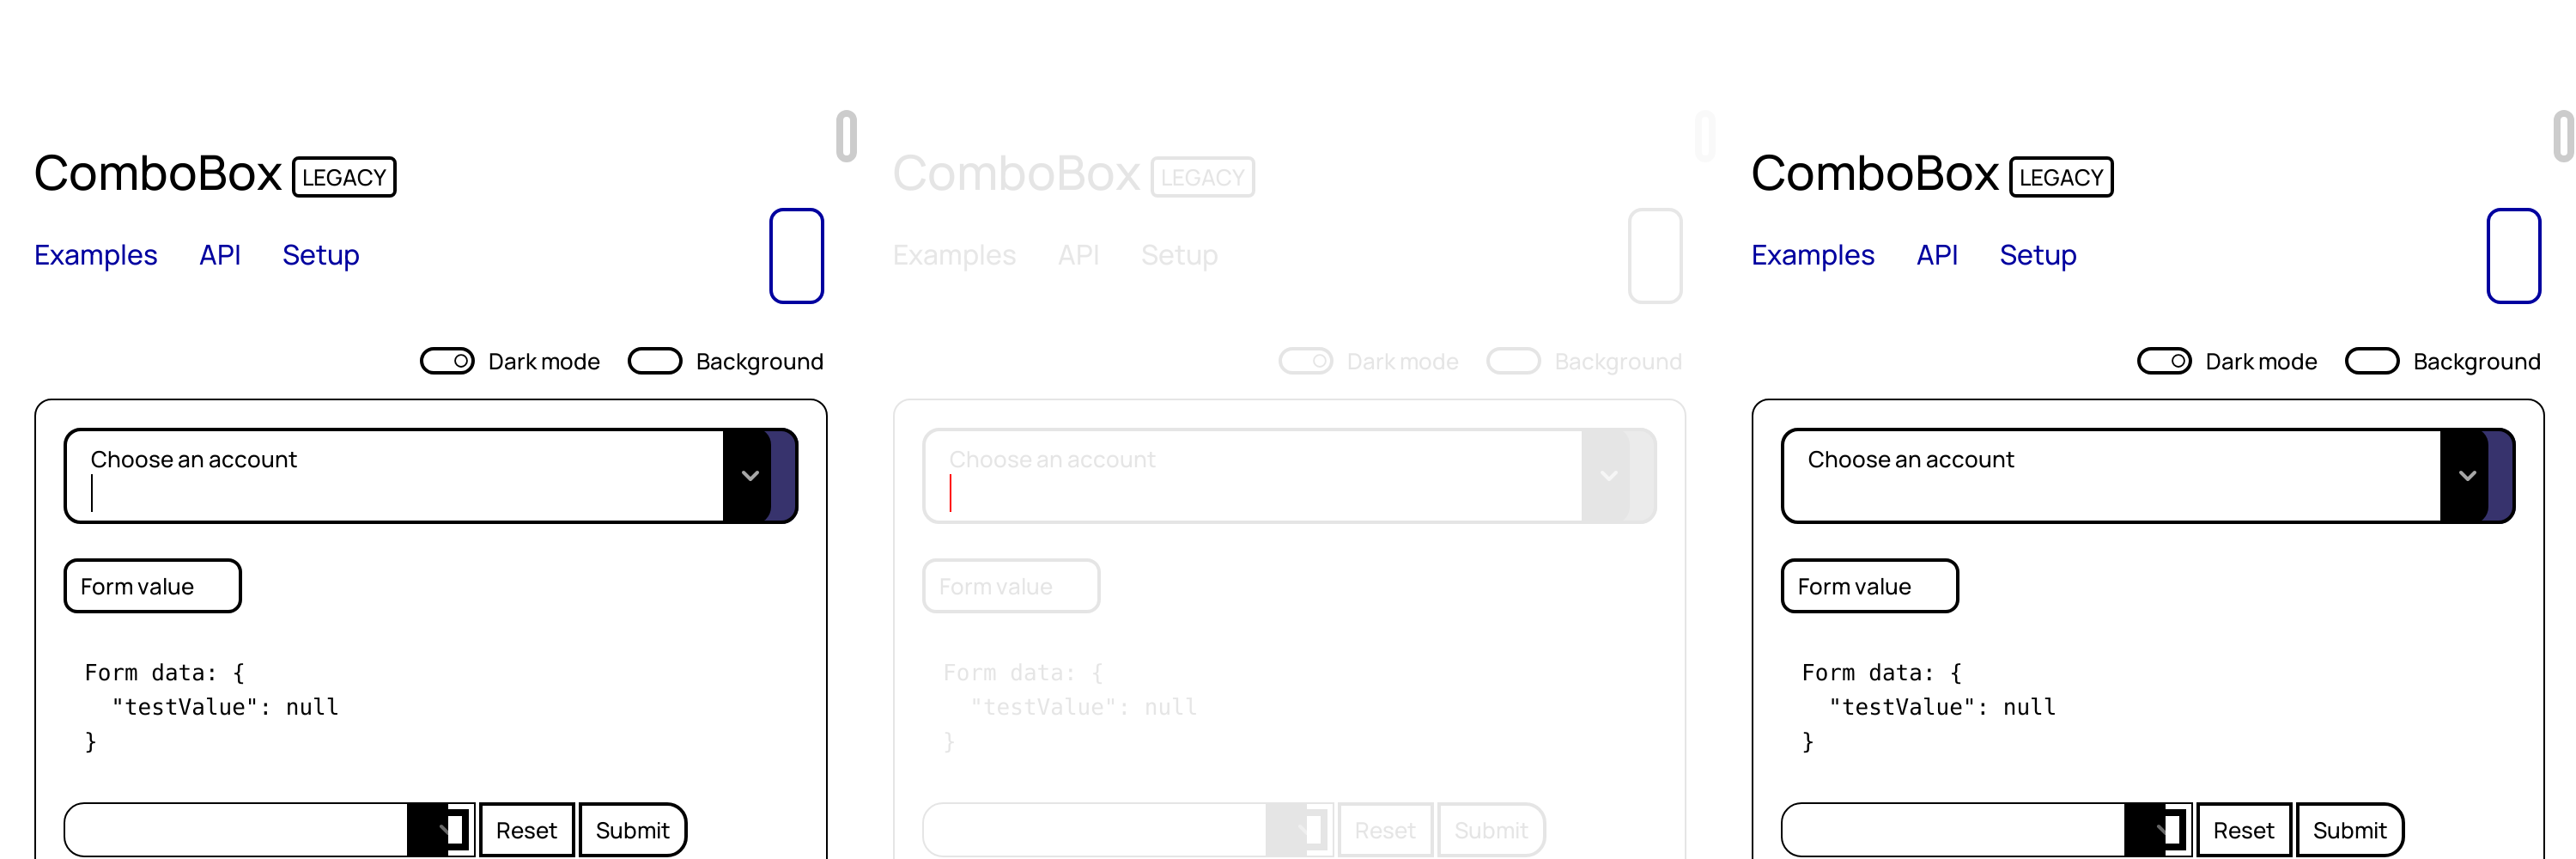 ComboBox LEGACY
Examples API Setup
Dark mode Background
Choose an account
Form value
Form data: {
"testValue": null
}
Reset Submit
ComboBox LEGACY
Examples API Setup
Dark mode Background
Choose an account
Form value
Form data: {
"testValue": null
}
Reset Submit
ComboBox LEGACY
Examples API Setup
Dark mode Background
Choose an account
Form value
Form data: {
"testValue": null
}
Reset Submit